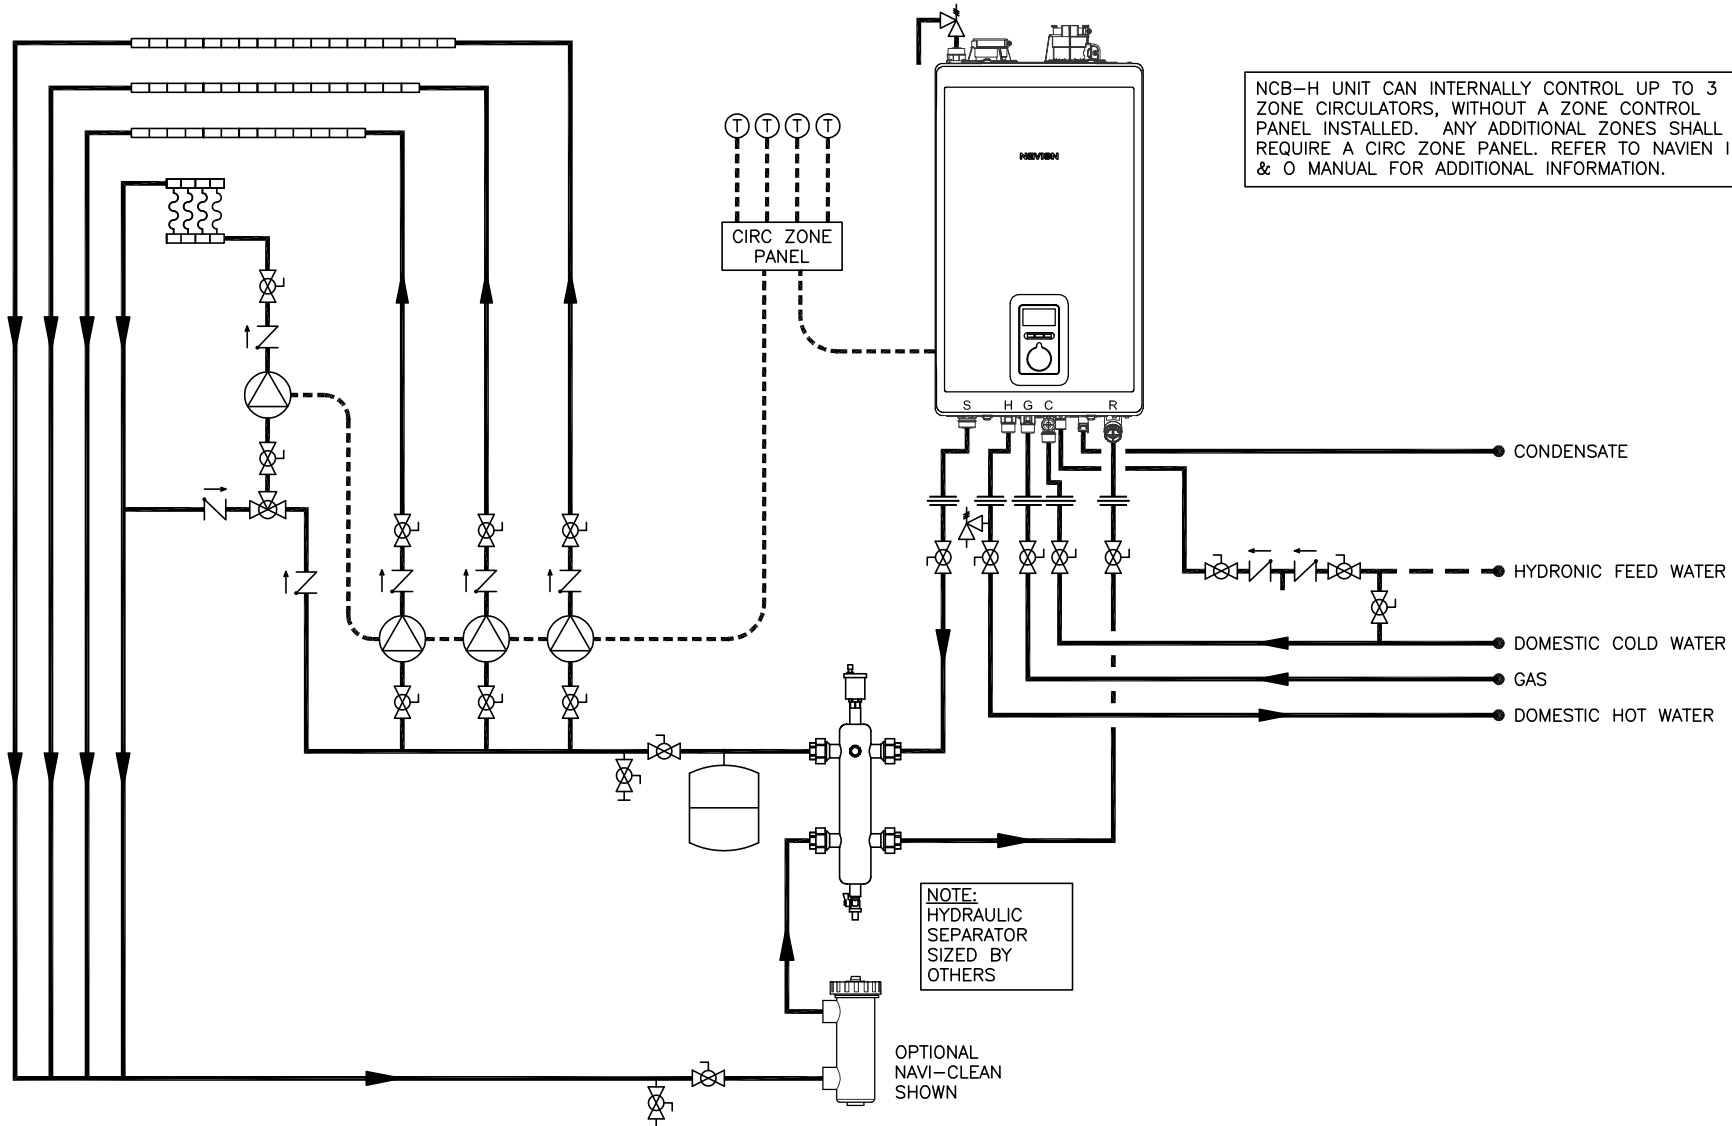 NCB-H UNIT CAN INTERNALLY CONTROL UP TO 3
ZONE CIRCULATORS, WITHOUT A ZONE CONTROL
PANEL INSTALLED. ANY ADDITIONAL ZONES SHALL
REQUIRE A CIRC ZONE PANEL. REFER TO NAVIEN I
& O MANUAL FOR ADDITIONAL INFORMATION.
T T T T
CIRC ZONE
PANEL
NAVIEN
S H G C R
CONDENSATE
HYDRONIC FEED WATER
DOMESTIC COLD WATER
GAS
DOMESTIC HOT WATER
NOTE:
HYDRAULIC
SEPARATOR
SIZED BY
OTHERS
OPTIONAL
NAVI-CLEAN
SHOWN